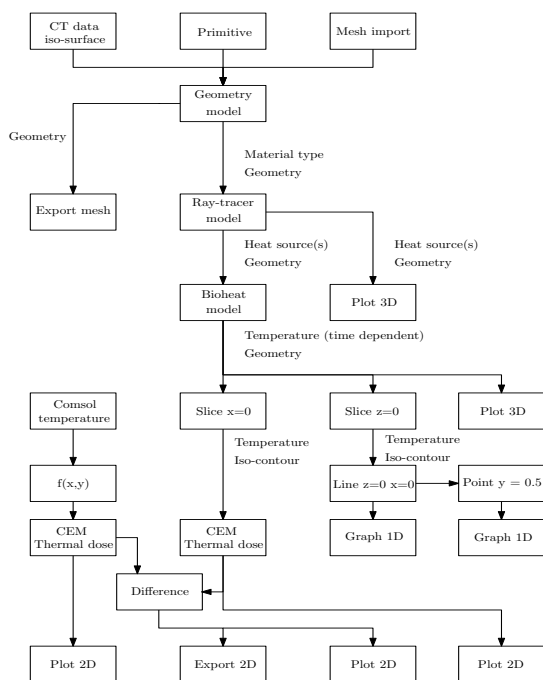 CT data
iso-surface
Primitive
Mesh import
Geometry
model
Geometry
Material type
Geometry
Export mesh
Ray-tracer
model
Heat source(s)
Geometry
Heat source(s)
Geometry
Bioheat
model
Plot 3D
Temperature (time dependent)
Geometry
Comsol
temperature
Slice x=0
Slice z=0
Plot 3D
Temperature
Iso-contour
Temperature
Iso-contour
f(x,y)
Line z=0 x=0
Point y = 0.5
CEM
Thermal dose
CEM
Thermal dose
Graph 1D
Graph 1D
Difference
Plot 2D
Export 2D
Plot 2D
Plot 2D